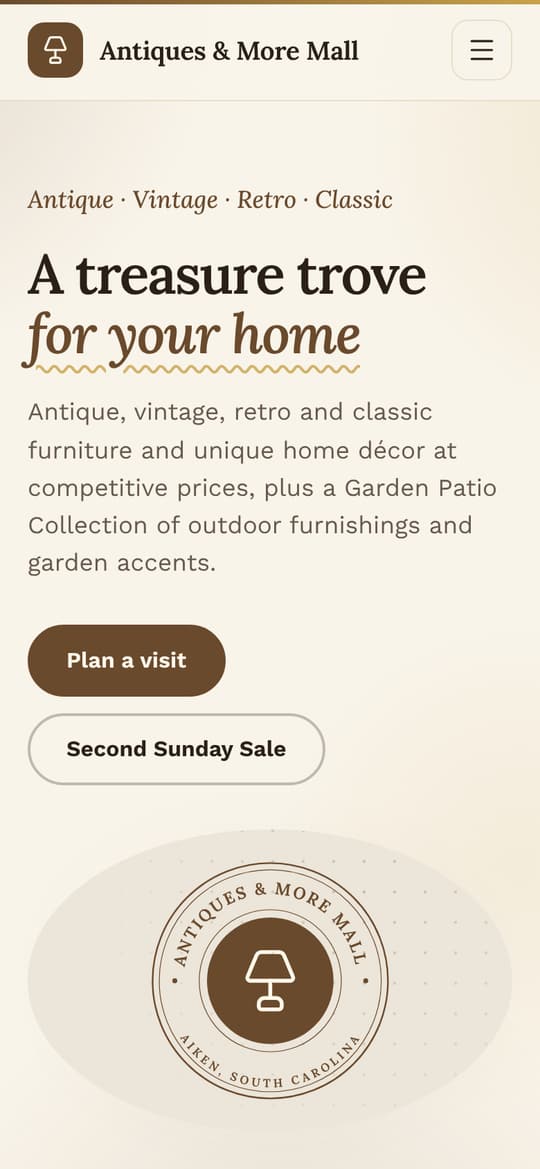 Antiques & More Mall
Antique · Vintage · Retro · Classic
A treasure trove
for your home
Antique, vintage, retro and classic
furniture and unique home décor at
competitive prices, plus a Garden Patio
Collection of outdoor furnishings and
garden accents.
Plan a visit
Second Sunday Sale
• ANTIQUES & MORE MALL •
AIKEN, SOUTH CAROLINA